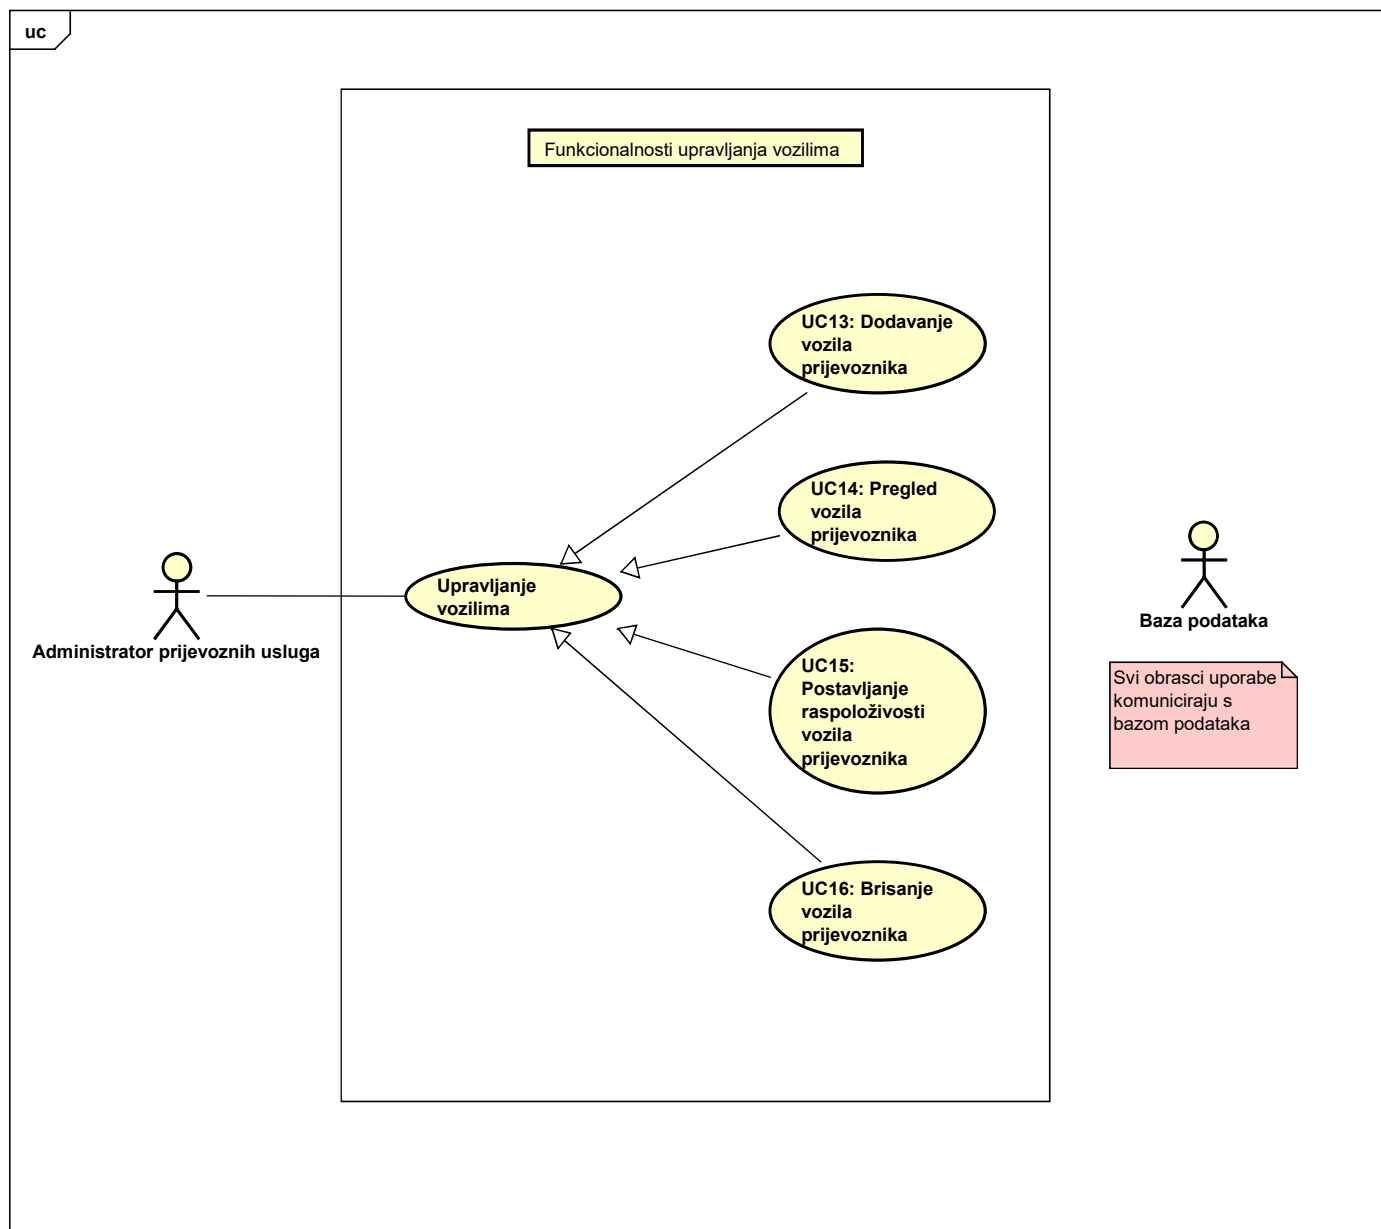 uc
Funkcionalnosti upravljanja vozilima
UC13: Dodavanje
vozila
prijevoznika
UC14: Pregled
vozila
prijevoznika
Upravljanje
vozilima
Administrator prijevoznih usluga
UC15:
Postavljanje
raspoloživosti
vozila
prijevoznika
UC16: Brisanje
vozila
prijevoznika
Baza podataka
Svi obrasci uporabe
komuniciraju s
bazom podataka